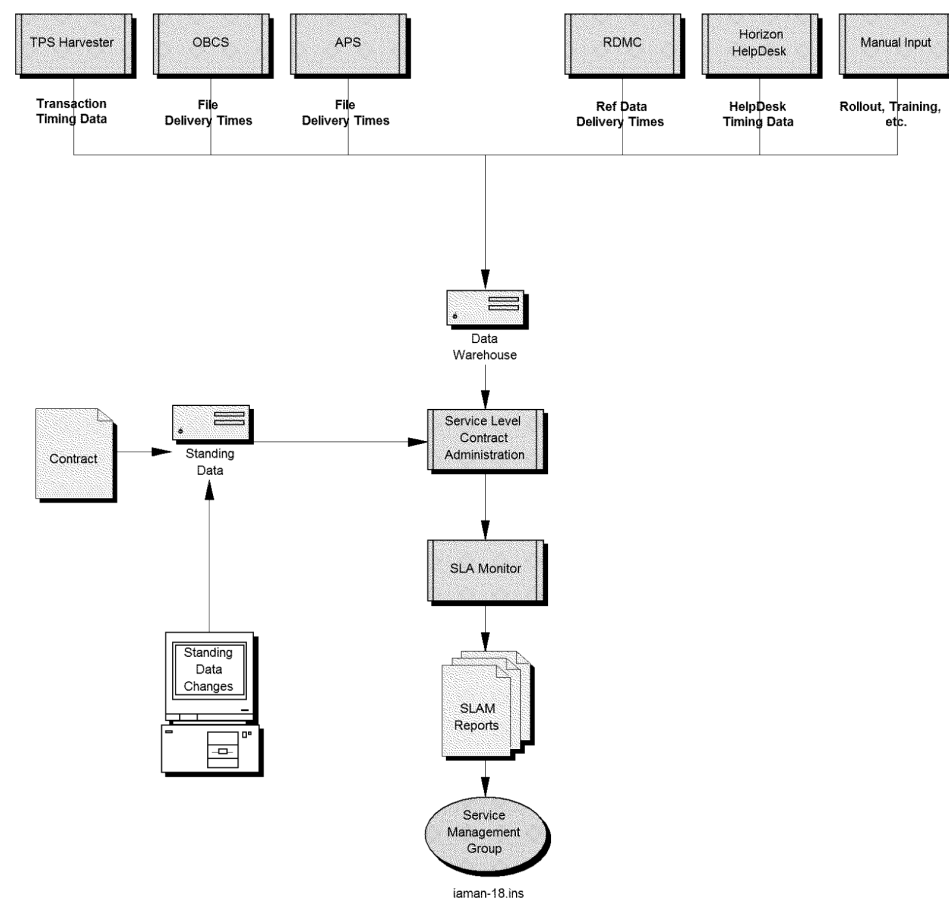 TPS Harvester
OBCS
APS
RDMC
Horizon
HelpDesk
Manual Input
Transaction
Timing Data
File
Delivery Times
File
Delivery Times
Ref Data
Delivery Times
HelpDesk
Timing Data
Rollout, Training,
etc.
Data
Warehouse
Contract
Standing
Data
Service Level
Contract
Administration
SLA Monitor
Standing
Data
Changes
SLAM
Reports
Service
Management
Group
iaman-18.ins